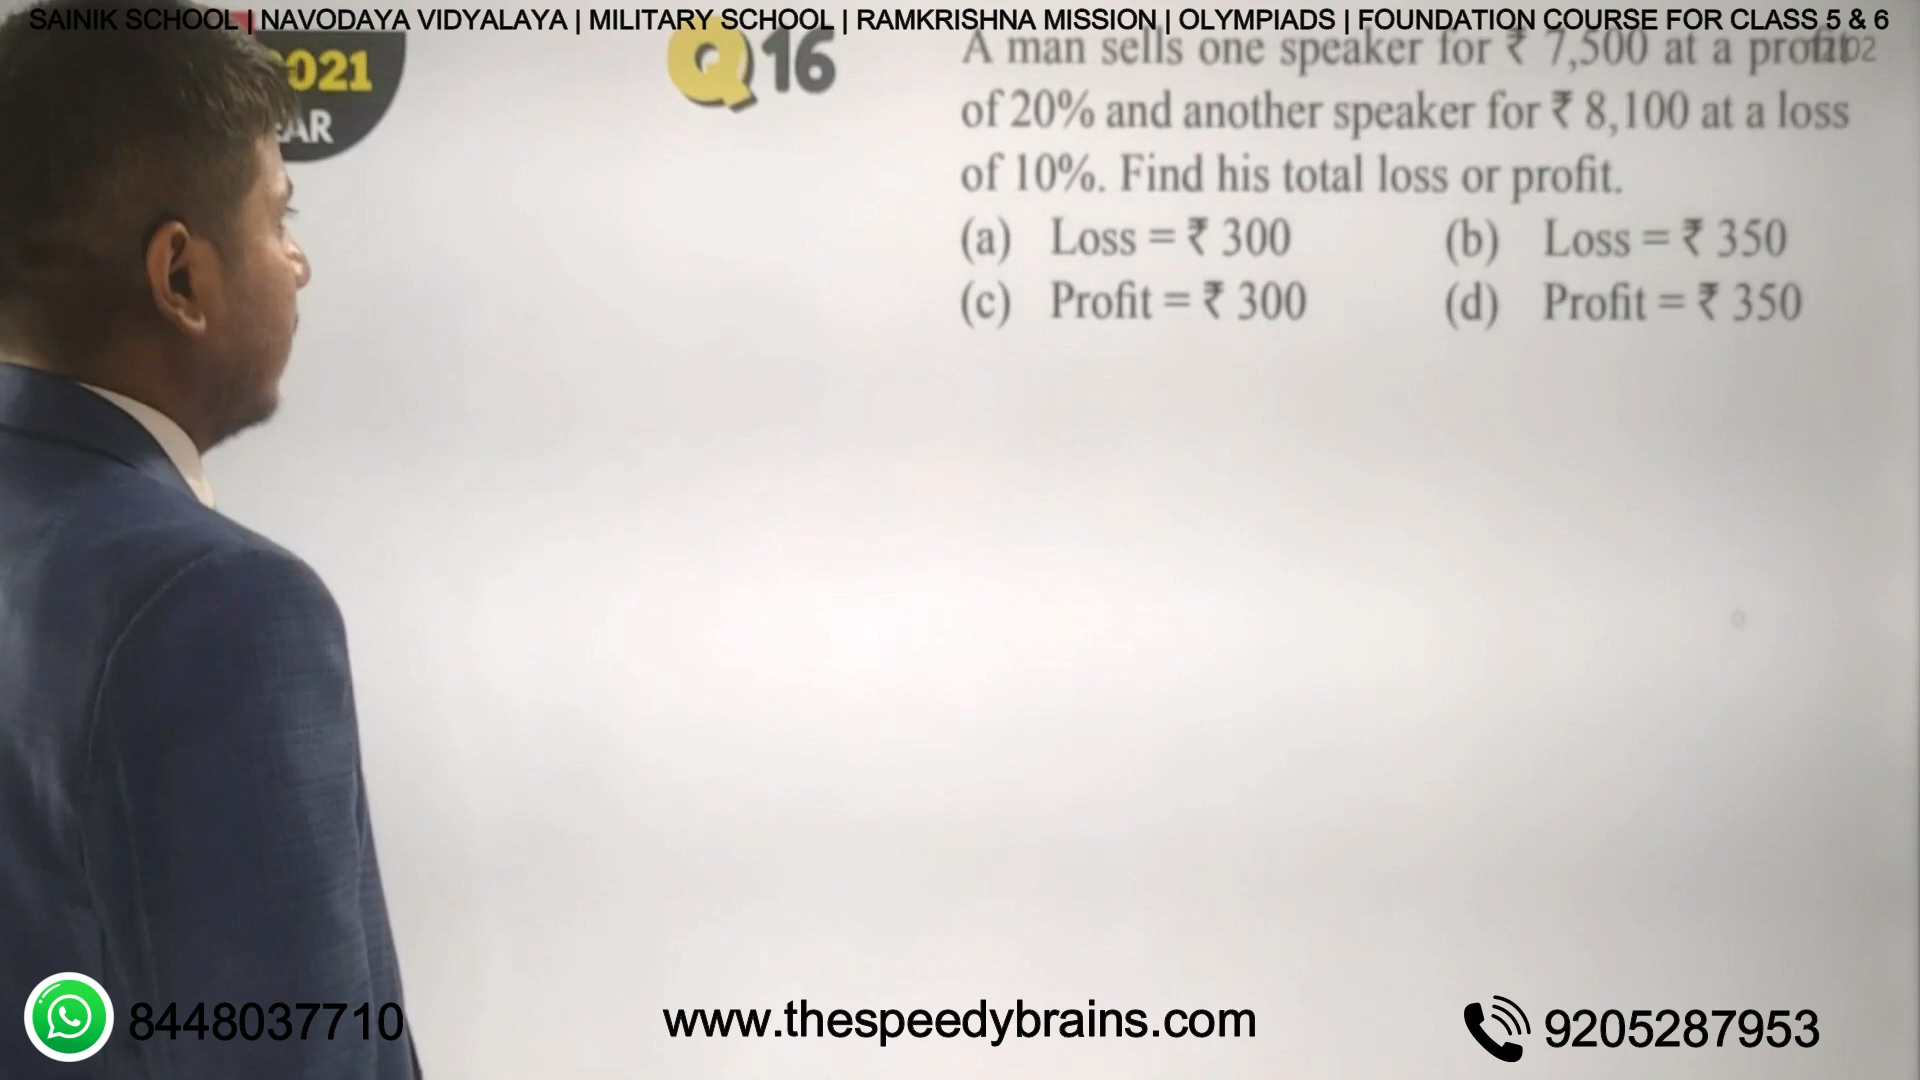 SAINIK SCHOOL | NAVODAYA VIDYALAYA | MILITARY SCHOOL | RAMKRISHNA MISSION | OLYMPIADS | FOUNDATION COURSE FOR CLASS 5 & 6
021
Q 16
A man sells one speaker for ₹ 7,500 at a profit
of 20% and another speaker for ₹ 8,100 at a loss
of 10%. Find his total loss or profit.
(a) Loss = ₹ 300 (b) Loss = ₹ 350
(c) Profit = ₹ 300 (d) Profit = ₹ 350
8448037710
www.thespeedybrains.com
9205287953